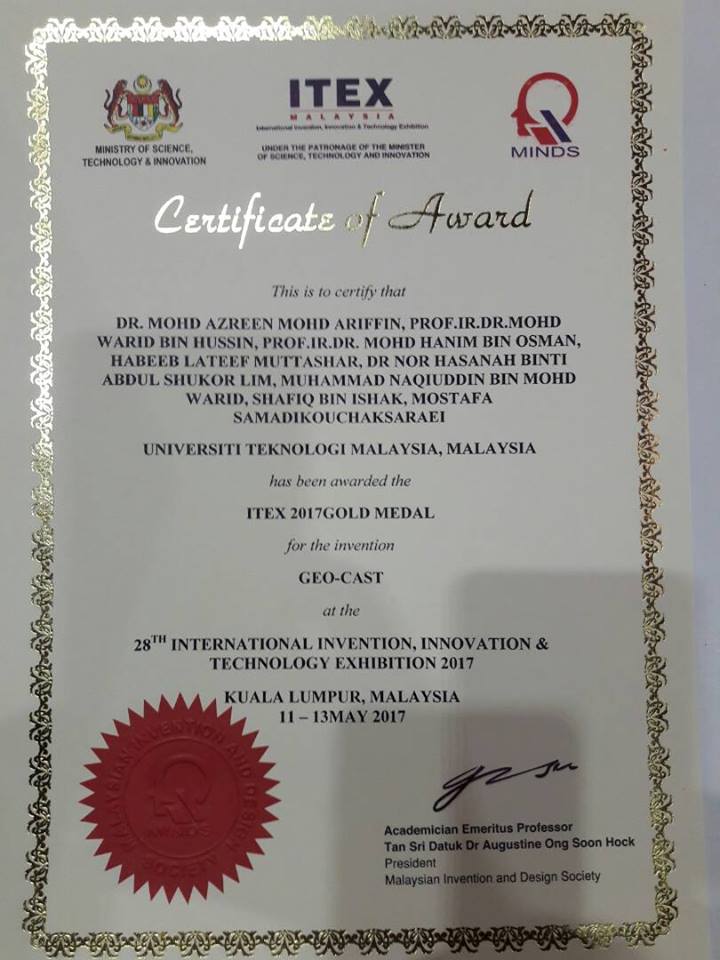 MINISTRY OF SCIENCE,
TECHNOLOGY & INNOVATION
ITEX
MALAYSIA
International Invention, Innovation & Technology Exhibition
UNDER THE PATRONAGE OF THE MINISTER
OF SCIENCE, TECHNOLOGY AND INNOVATION
MINDS
Certificate of Award
This is to certify that
DR. MOHD AZREEN MOHD ARIFFIN, PROF.IR.DR.MOHD
WARID BIN HUSSIN, PROF.IR.DR. MOHD HANIM BIN OSMAN,
HABEEB LATEEF MUTTASHAR, DR NOR HASANAH BINTI
ABDUL SHUKOR LIM, MUHAMMAD NAQIUDDIN BIN MOHD
WARID, SHAFIQ BIN ISHAK, MOSTAFA
SAMADIKOUCHAKSARAEI
UNIVERSITI TEKNOLOGI MALAYSIA, MALAYSIA
has been awarded the
ITEX 2017GOLD MEDAL
for the invention
GEO-CAST
at the
28TH INTERNATIONAL INVENTION, INNOVATION &
TECHNOLOGY EXHIBITION 2017
KUALA LUMPUR, MALAYSIA
11 – 13MAY 2017
MALAYSIAN INVENTION AND DESIGN
MINDS
SOCIETY
Academician Emeritus Professor
Tan Sri Datuk Dr Augustine Ong Soon Hock
President
Malaysian Invention and Design Society